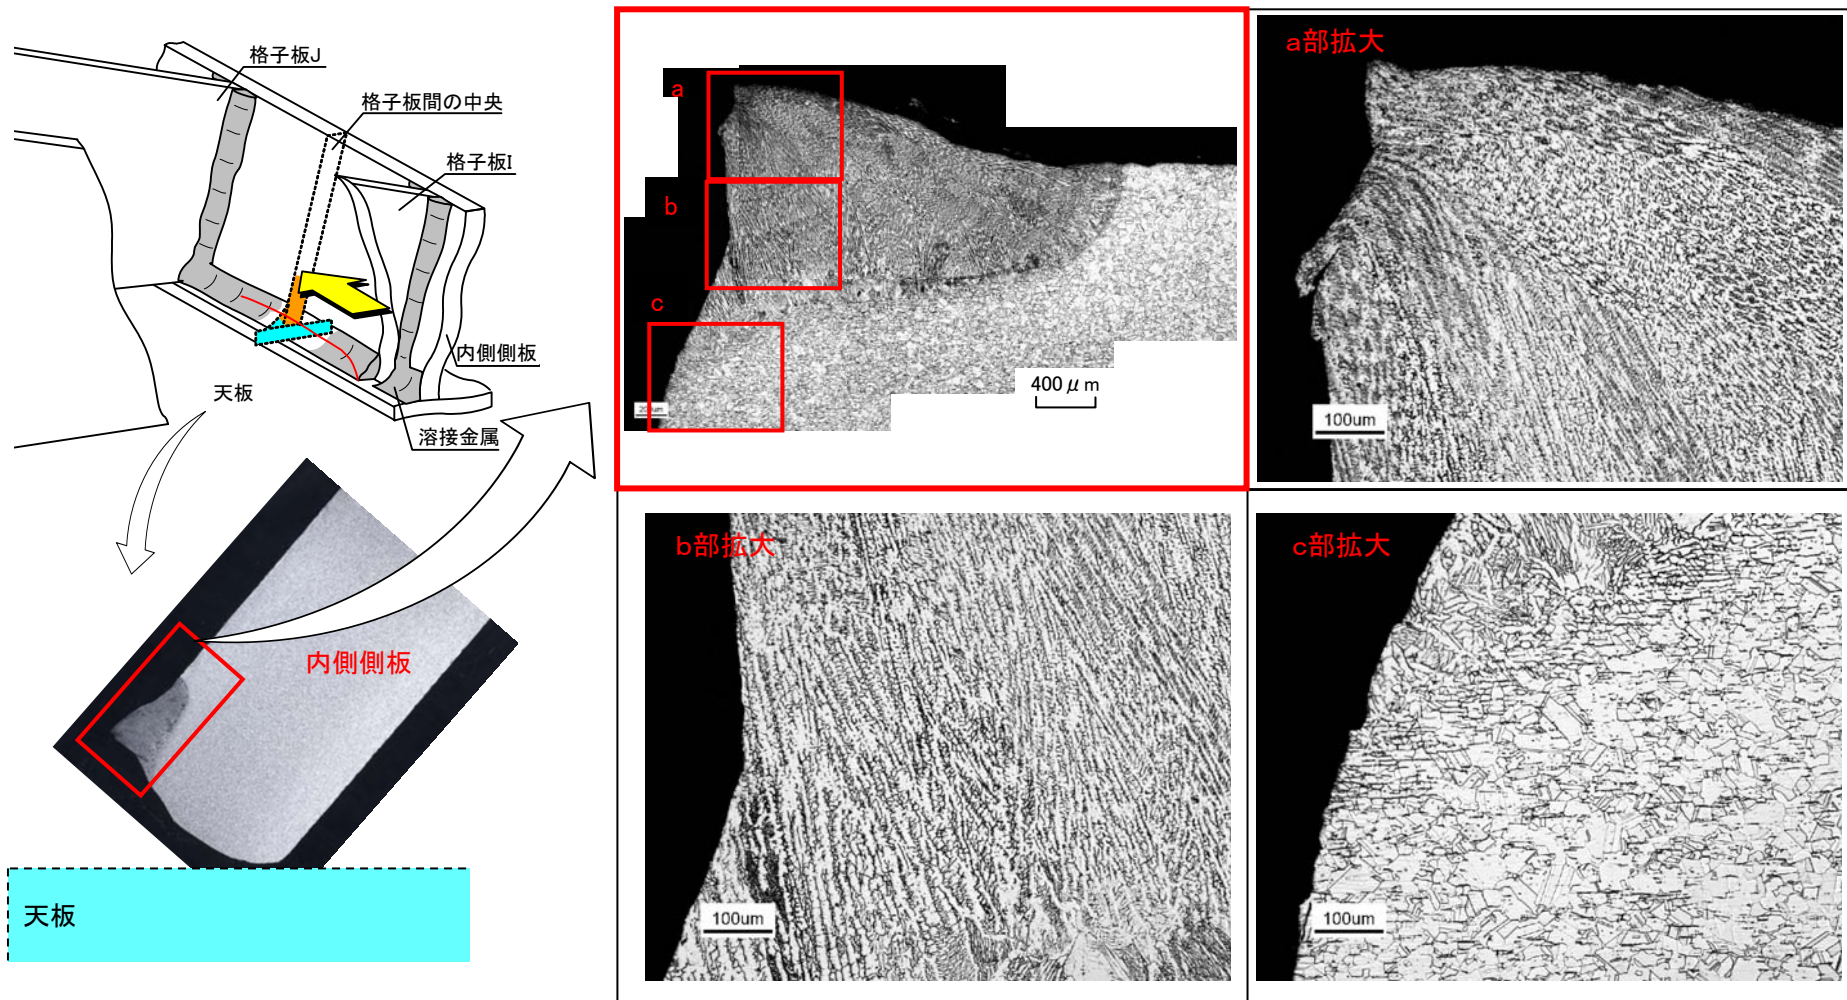 格子板J
格子板間の中央
格子板I
内側側板
天板
溶接金属
内側側板
天板
a
b
c
400μm
a部拡大
100um
b部拡大
100um
c部拡大
100um